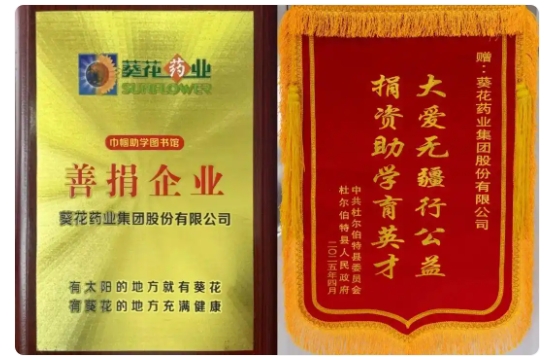 葵花药业
SUNFLOWER
巾帼助学图书馆
善捐企业
葵花药业集团股份有限公司
有太阳的地方就有葵花
有葵花的地方充满健康
赠：葵花药业集团股份有限公司
大爱无疆行公益
捐资助学育英才
中共杜尔伯特县委员会
杜尔伯特县人民政府
二〇二五年四月